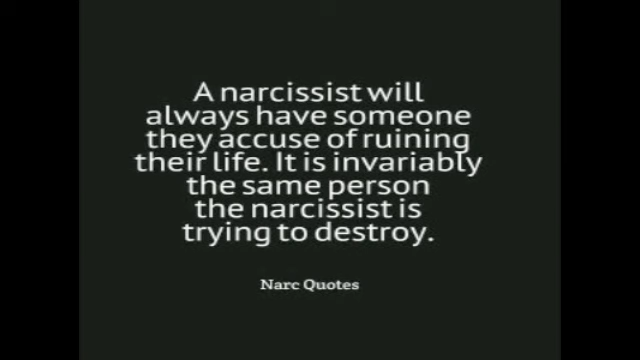 A narcissist will
always have someone
they accuse of ruining
their life. It is invariably
the same person
the narcissist is
trying to destroy.
Narc Quotes